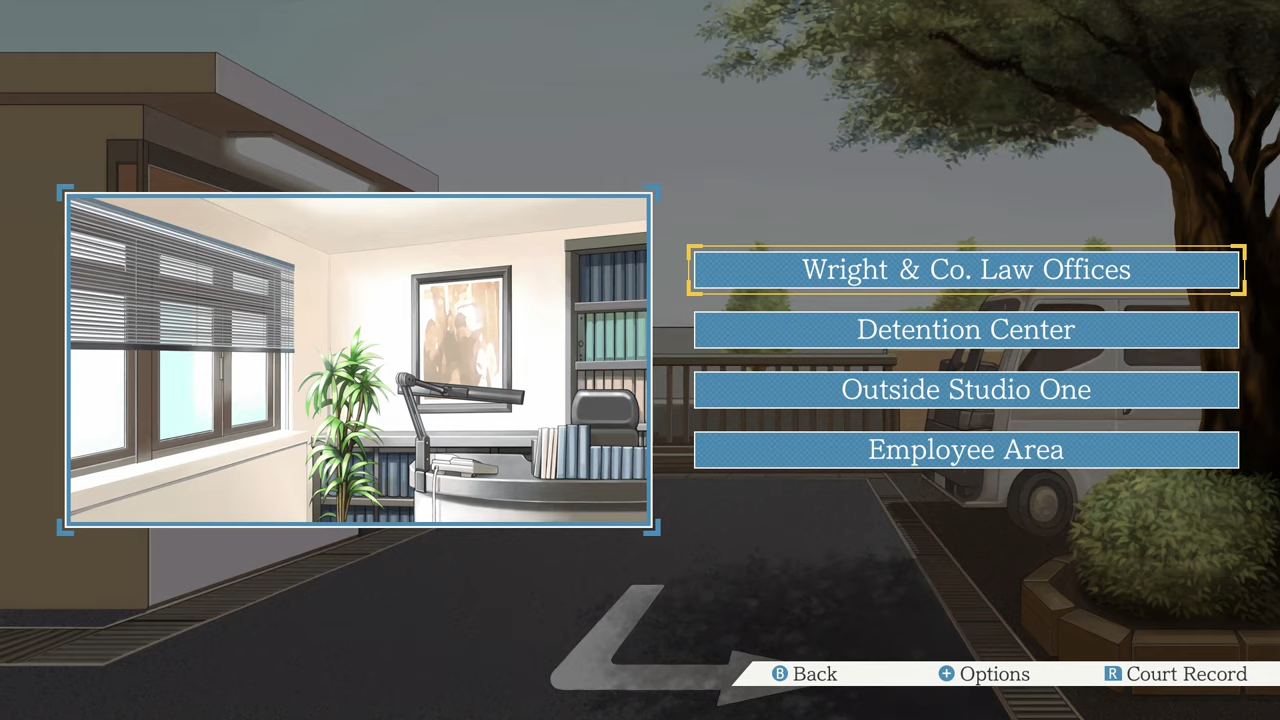 Wright & Co. Law Offices
Detention Center
Outside Studio One
Employee Area
B Back + Options R Court Record